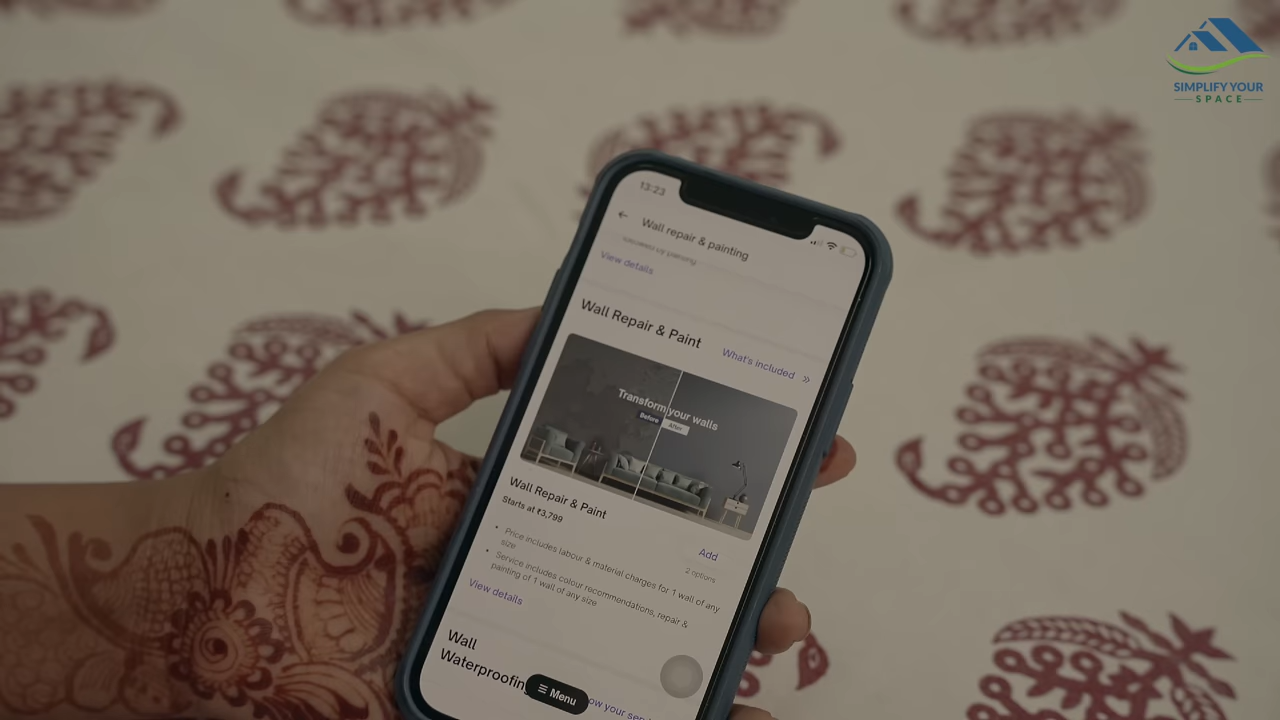 SIMPLIFY YOUR
SPACE
13:23
Wall repair & painting
View details
Wall Repair & Paint
What's included
Transform your walls
Before
After
Wall Repair & Paint
Starts at ₹3,799
Add
2 options
Price includes labour & material charges for 1 wall of any
size
Service includes colour recommendations, repair &
painting of 1 wall of any size
View details
Wall
Waterproofin
Menu